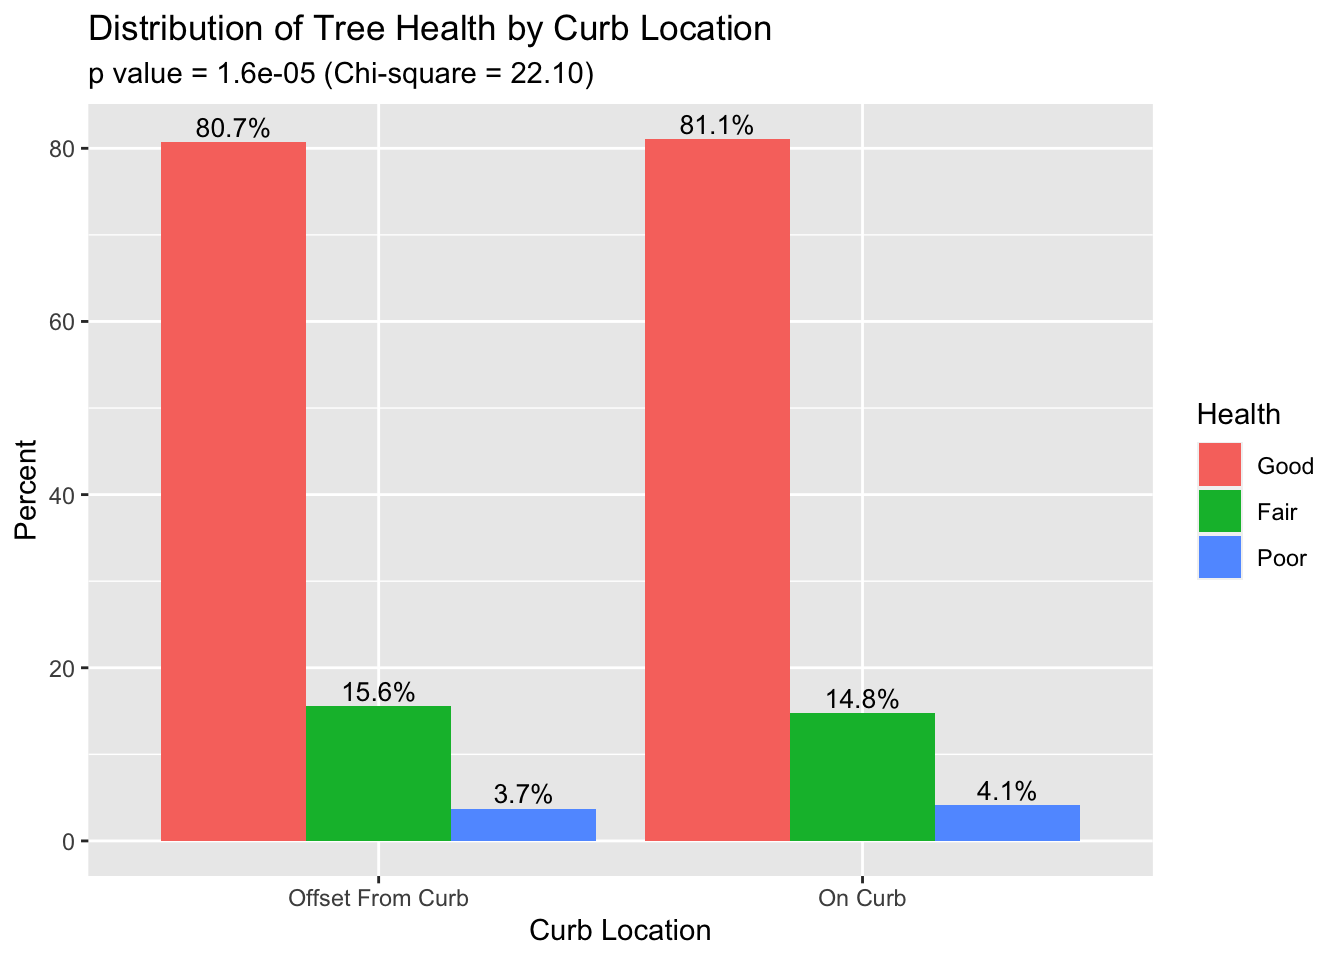 Distribution of Tree Health by Curb Location
p value = 1.6e-05 (Chi-square = 22.10)
Percent
80
60
40
20
0
80.7%
15.6%
3.7%
81.1%
14.8%
4.1%
Offset From Curb
On Curb
Curb Location
Health
Good
Fair
Poor